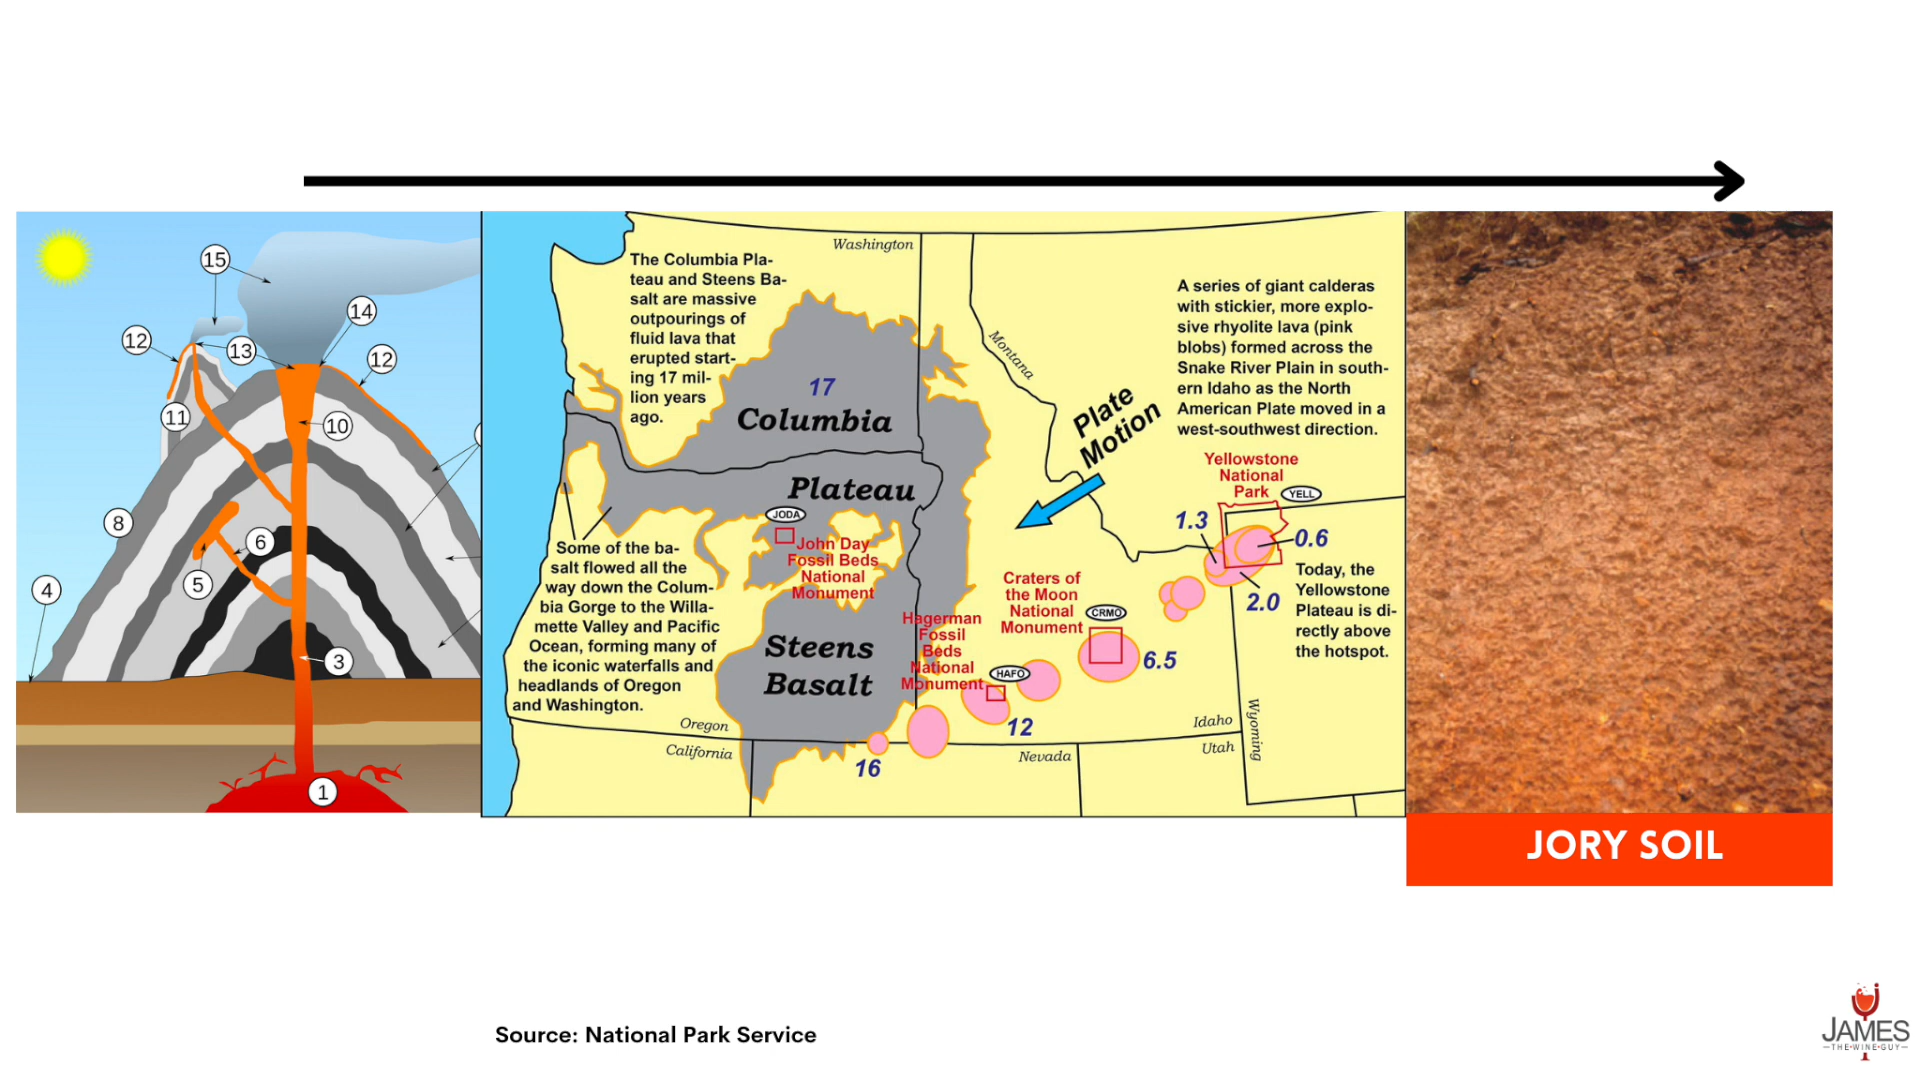 15
14
12
13
12
11
10
8
6
5
4
3
1
Washington
The Columbia Pla-
teau and Steens Ba-
salt are massive
outpourings of
fluid lava that
erupted start-
ing 17 mil-
lion years
ago.
17
Columbia
Plateau
JODA
John Day
Fossil Beds
National
Monument
Some of the ba-
salt flowed all the
way down the Colum-
bia Gorge to the Willa-
mette Valley and Pacific
Ocean, forming many of
the iconic waterfalls and
headlands of Oregon
and Washington.
Steens
Basalt
Oregon
California
16
Hagerman
Fossil
Beds
National
Monument
HAFO
12
Nevada
Craters of
the Moon
National
Monument
CRMO
6.5
Montana
Plate
Motion
A series of giant calderas
with stickier, more explo-
sive rhyolite lava (pink
blobs) formed across the
Snake River Plain in south-
ern Idaho as the North
American Plate moved in a
west-southwest direction.
Yellowstone
National
Park
YELL
1.3
0.6
2.0
Today, the
Yellowstone
Plateau is di-
rectly above
the hotspot.
Idaho
Utah
Wyoming
JORY SOIL
Source: National Park Service
JAMES
THE WINE GUY